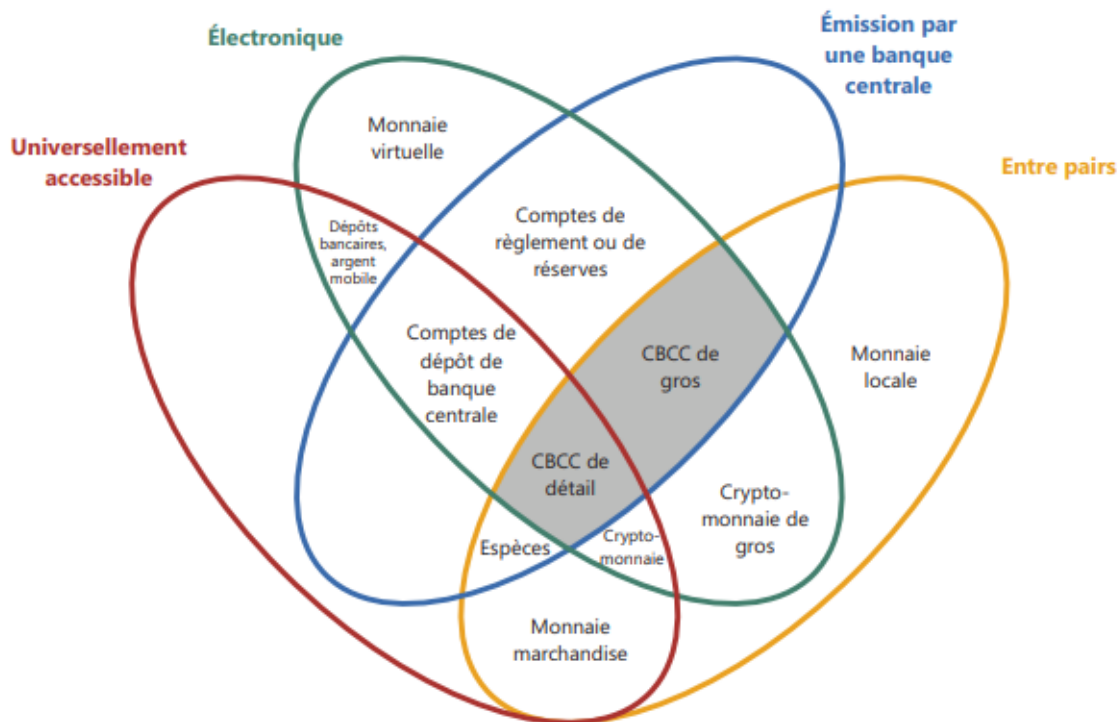 Électronique
Émission par
une banque
centrale
Universellement
accessible
Entre pairs
Monnaie
virtuelle
Dépôts
bancaires,
argent
mobile
Comptes de
règlement ou de
réserves
Comptes de
dépôt de
banque
centrale
CBCC de
gros
Monnaie
locale
CBCC de
détail
Crypto-
monnaie de
gros
Espèces
Crypto-
monnaie
Monnaie
marchandise